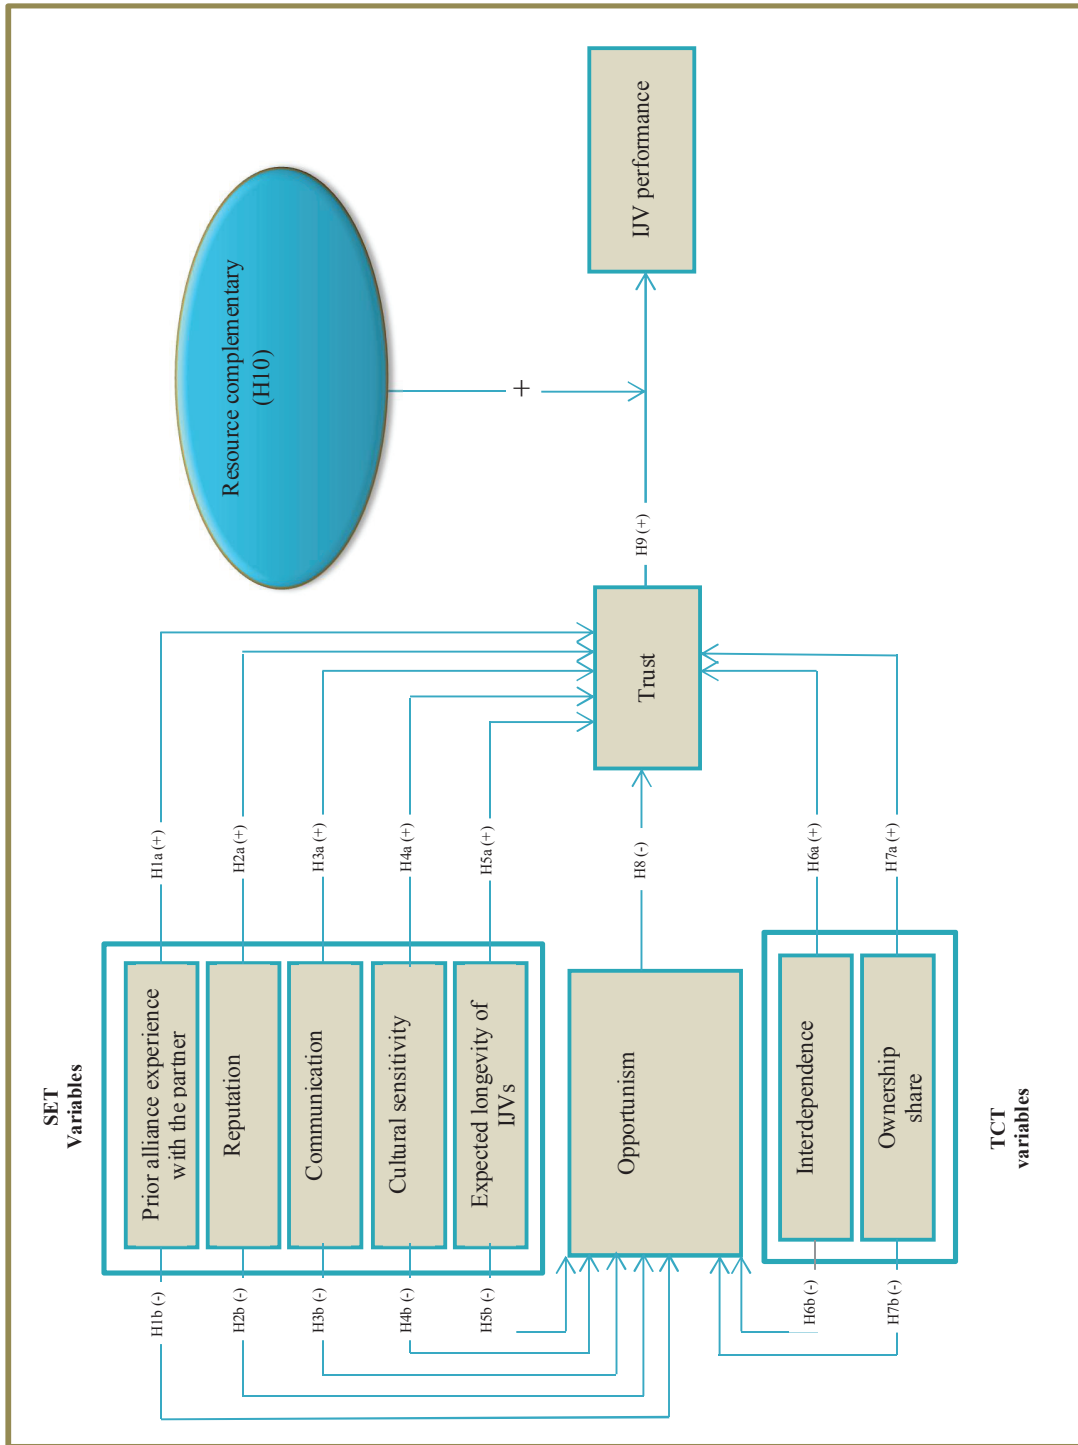 SET
Variables
H1b (-)
Prior alliance experience
with the partner
H1a (+)
H2b (-)
Reputation
H2a (+)
H3b (-)
Communication
H3a (+)
H4b (-)
Cultural sensitivity
H4a (+)
H5b (-)
Expected longevity of
IJVs
H5a (+)
Opportunism
H8 (-)
Trust
H9 (+)
Resource complementary
(H10)
+
IJV performance
H6b (-)
Interdependence
H6a (+)
H7b (-)
Ownership
share
H7a (+)
TCT
variables